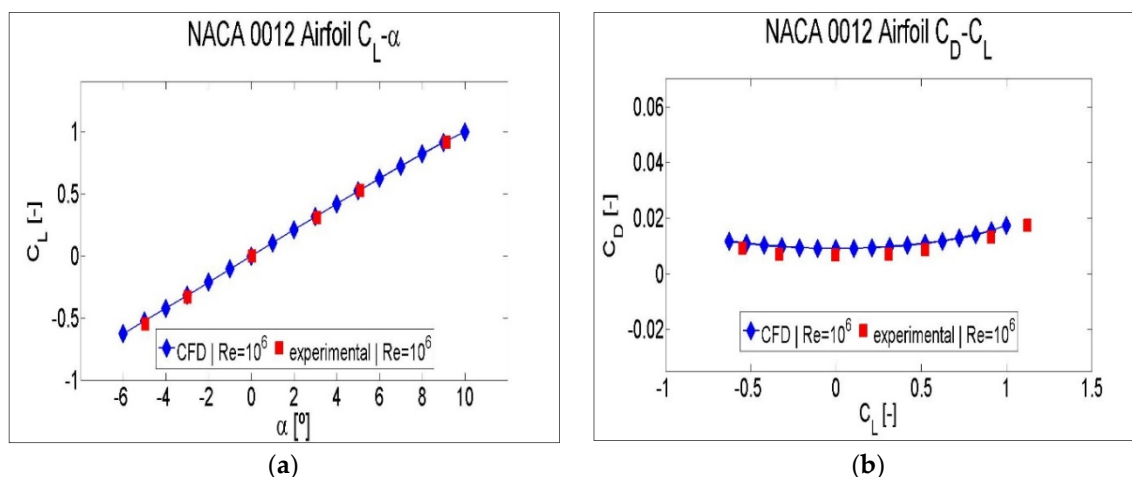 NACA 0012 Airfoil C_L-α
1
0.5
0
-0.5
-1
C_L [-]
CFD | Re=10^6
experimental | Re=10^6
-6 -4 -2 0 2 4 6 8 10
α [º]
(a)
NACA 0012 Airfoil C_D-C_L
0.06
0.04
0.02
0
-0.02
C_D [-]
CFD | Re=10^6
experimental | Re=10^6
-1 -0.5 0 0.5 1 1.5
C_L [-]
(b)